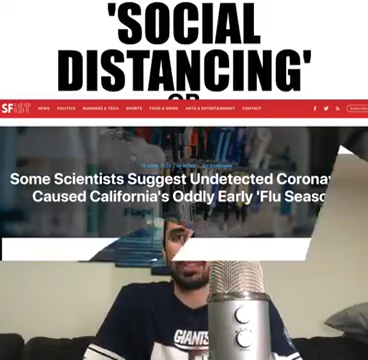 'SOCIAL
DISTANCING'
OR
SFIST NEWS POLITICS BUSINESS & TECH SPORTS FOOD & DRINK ARTS & ENTERTAINMENT CONTACT
Some Scientists Suggest Undetected Corona
Caused California's Oddly Early 'Flu Seaso
GIANTS